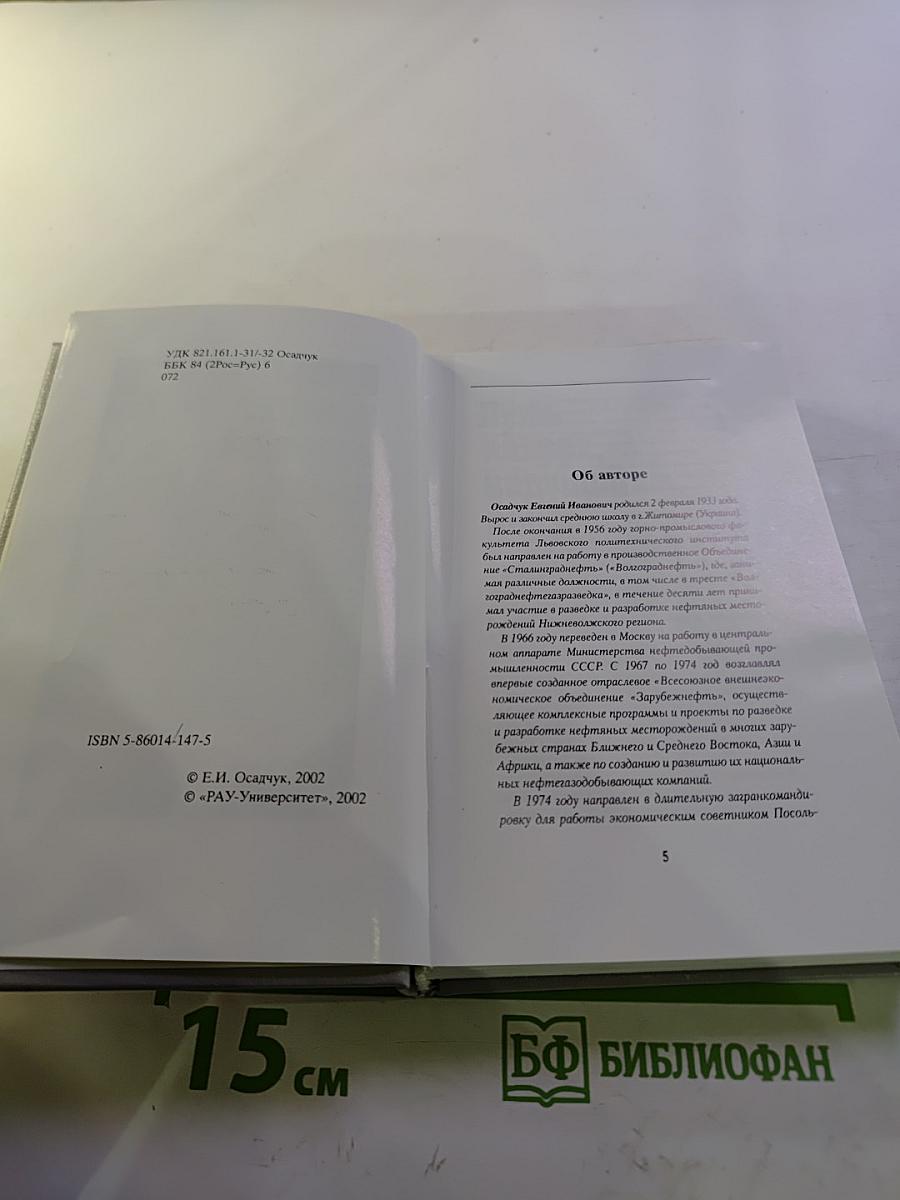 УДК 821.161.1-31/-32 Осадчук
ББК 84 (2Рос=Рус) 6
072
ISBN 5-86014-147-5
© Е.И. Осадчук, 2002
© «РАУ-Университет», 2002
Об авторе
Осадчук Евгений Иванович родился 2 февраля 1933 года.
Вырос и закончил среднюю школу в г.Житомире (Украина).
После окончания в 1956 году горно-промыслового фа-
культета Львовского политехнического института
был направлен на работу в производственное Объедине-
ние «Сталинграднефть» («Волгограднефть»), где, зани-
мая различные должности, в том числе в тресте «Вол-
гограднефтегазразведка», в течение десяти лет прини-
мал участие в разведке и разработке нефтяных место-
рождений Нижневолжского региона.
В 1966 году переведен в Москву на работу в централь-
ном аппарате Министерства нефтедобывающей про-
мышленности СССР. С 1967 по 1974 год возглавлял
впервые созданное отраслевое «Всесоюзное внешнеэко-
номическое объединение «Зарубежнефть», осуществ-
ляющее комплексные программы и проекты по разведке
и разработке нефтяных месторождений в многих зару-
бежных странах Ближнего и Среднего Востока, Азии и
Африки, а также по созданию и развитию их националь-
ных нефтегазодобывающих компаний.
В 1974 году направлен в длительную загранкоманди-
ровку для работы экономическим советником Посоль-
5
15 см
БФ БИБЛИОФАН